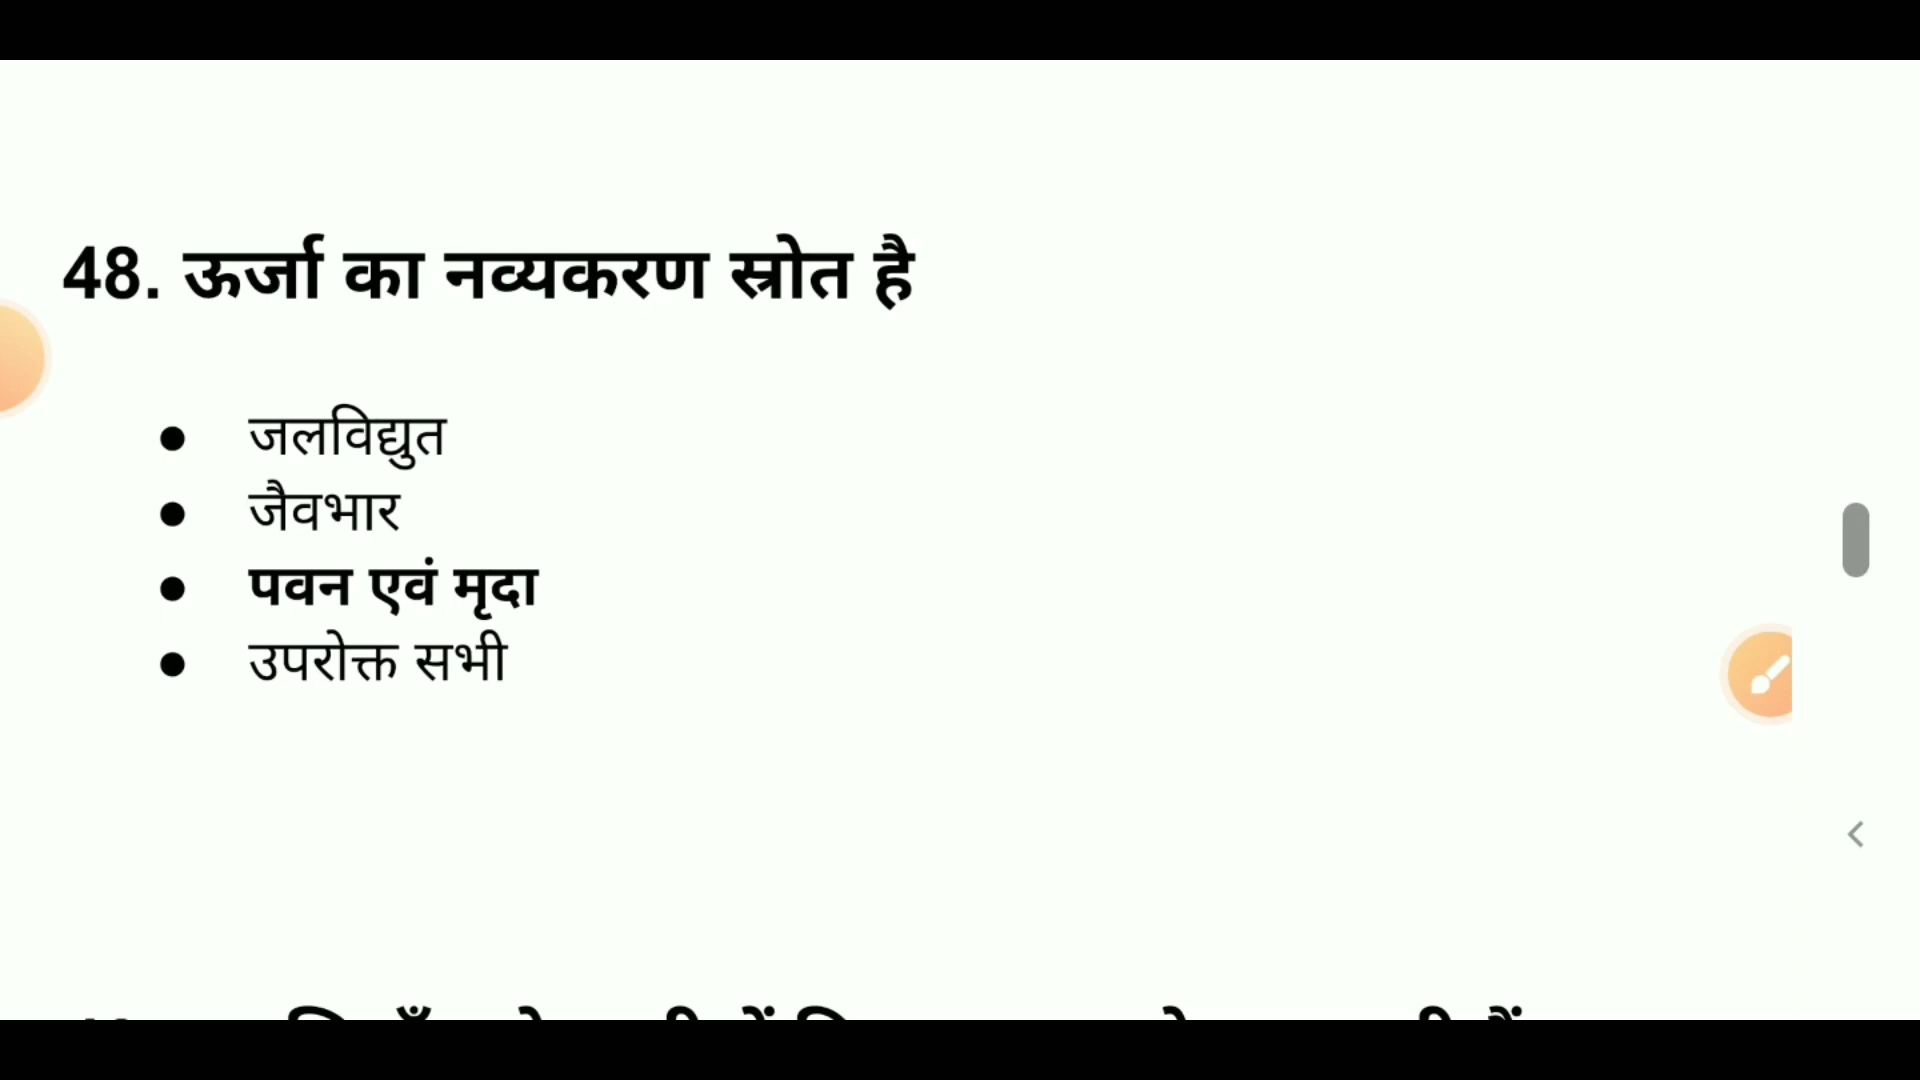 48. ऊर्जा का नव्यकरण स्रोत है
● जलविद्युत
● जैवभार
● पवन एवं मृदा
● उपरोक्त सभी